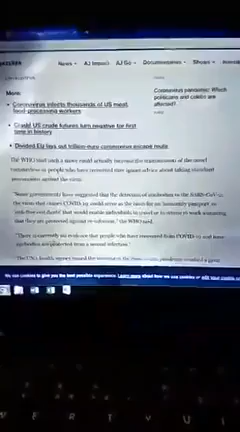 News
AJ Impact
AJ Go
Documentaries
Shows
More:
Coronavirus pandemic: Which
politicians and celebs are
affected?
• Coronavirus infects thousands of US meat
food-processing workers
• Crude US crude futures turn negative for first
time in history
• Divided EU lays out trillion-euro coronavirus
The WHO said such a move could actually increase the transmission of the novel
coronavirus as people who have recovered may ignore advice about taking standard
precautions against the virus.
"Some governments have suggested that the detection of antibodies to the SARS-CoV-2,
the virus that causes COVID-19, could serve as the basis for an 'immunity passport' or
'risk-free certificate' that would enable individuals to travel or to return to work assuming
that they are protected against re-infection," the WHO said.
"There is currently no evidence that people who have recovered from COVID-19 and have
antibodies are protected from a second infection."
The UN's health agency
We use cookies to give you the best possible experience. Learn more about how we use cookies or edit your cookie
E R T Y U I